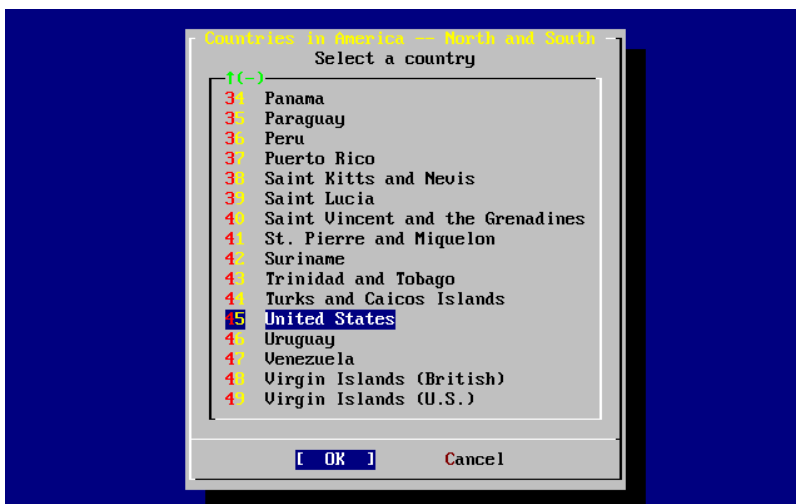 Countries in America -- North and South
Select a country
↑(-)
34 Panama
35 Paraguay
36 Peru
37 Puerto Rico
38 Saint Kitts and Nevis
39 Saint Lucia
40 Saint Vincent and the Grenadines
41 St. Pierre and Miquelon
42 Suriname
43 Trinidad and Tobago
44 Turks and Caicos Islands
45 United States
46 Uruguay
47 Venezuela
48 Virgin Islands (British)
49 Virgin Islands (U.S.)
[ OK ] Cancel